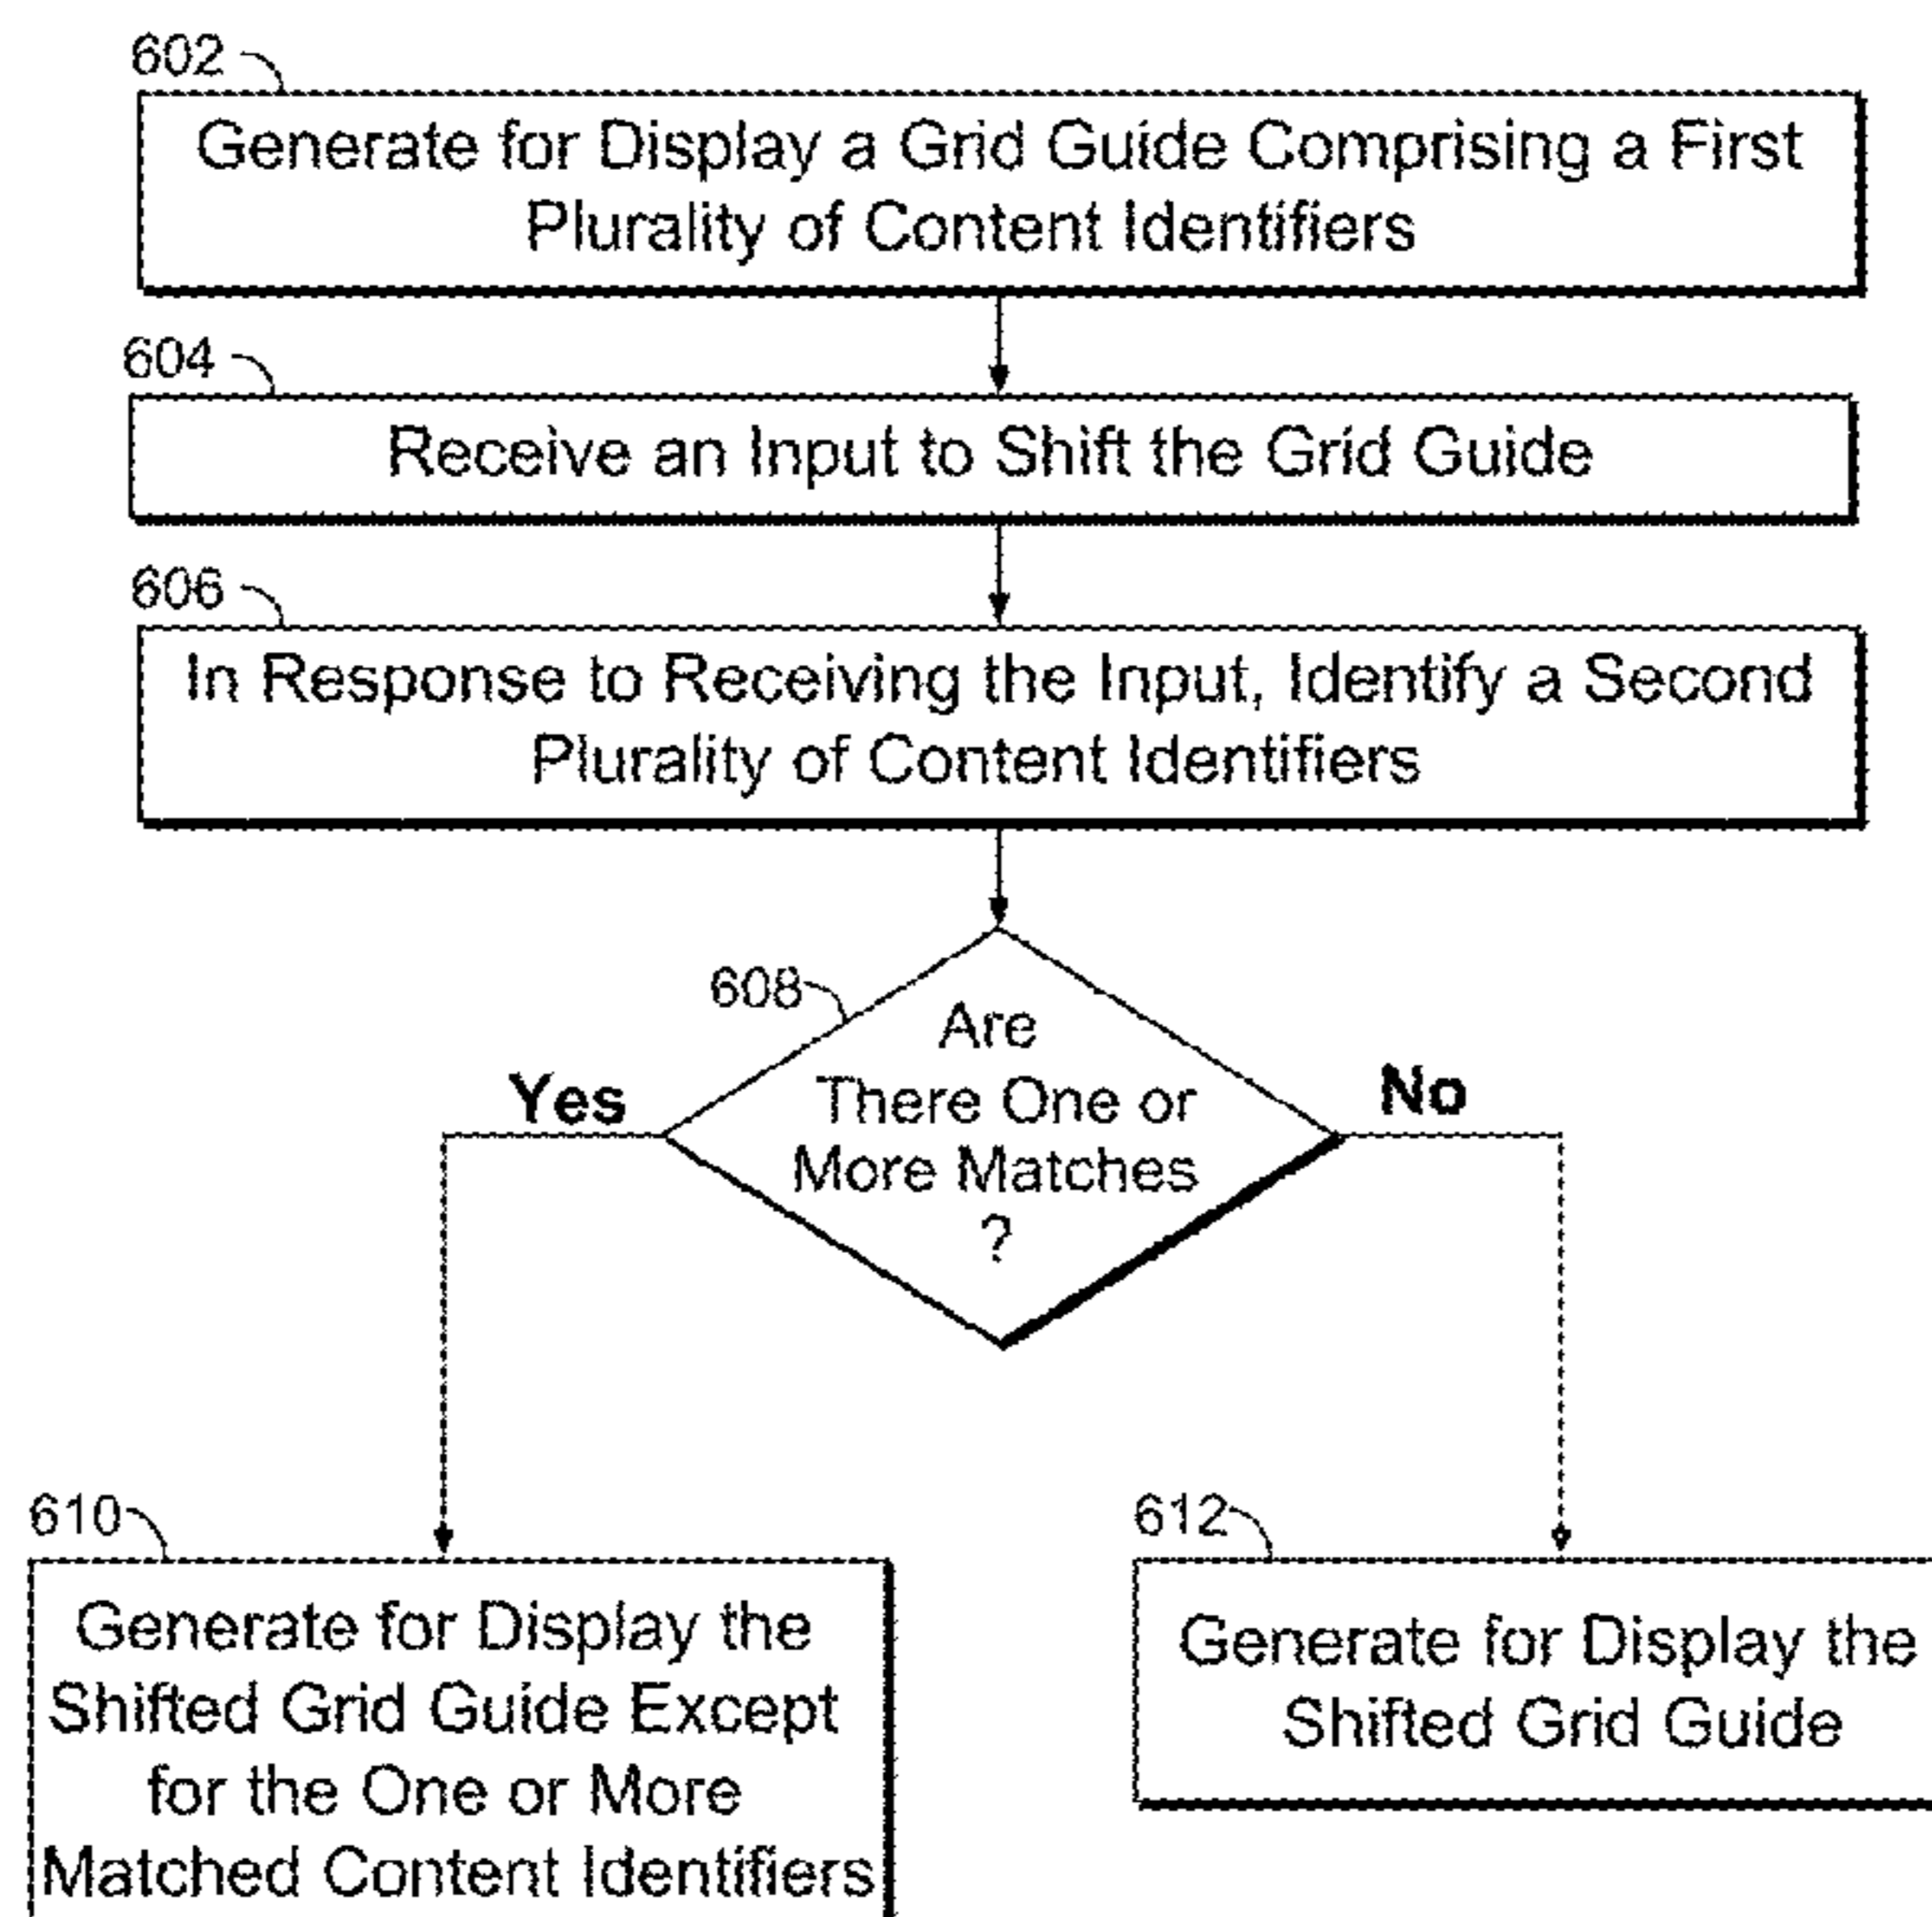 602
Generate for Display a Grid Guide Comprising a First
Plurality of Content Identifiers
604
Receive an Input to Shift the Grid Guide
606
In Response to Receiving the Input, Identify a Second
Plurality of Content Identifiers
608
Are
There One or
More Matches
?
Yes
No
610
Generate for Display the
Shifted Grid Guide Except
for the One or More
Matched Content Identifiers
612
Generate for Display the
Shifted Grid Guide